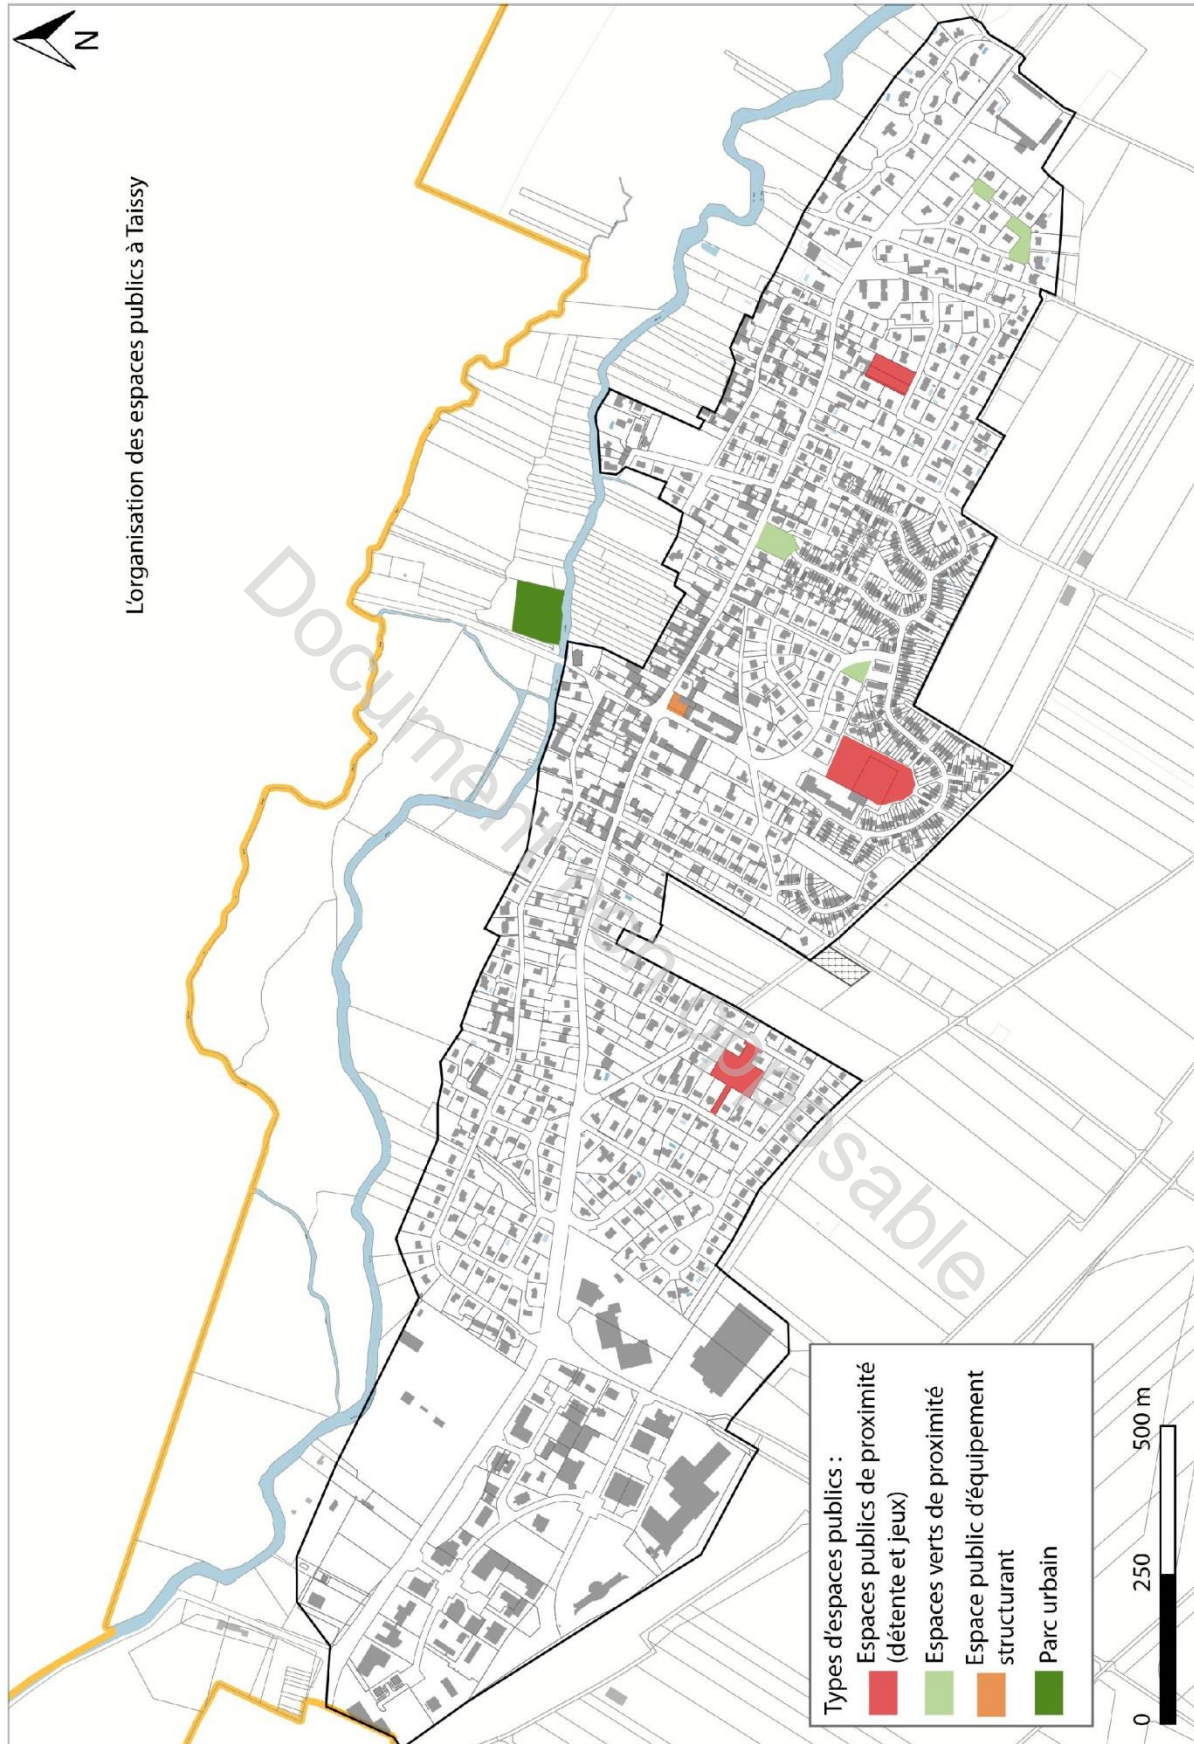 N
L'organisation des espaces publics à Taissy
Document non opposable
Types d'espaces publics :
Espaces publics de proximité
(détente et jeux)
Espaces verts de proximité
Espace public d'équipement
structurant
Parc urbain
0 250 500 m